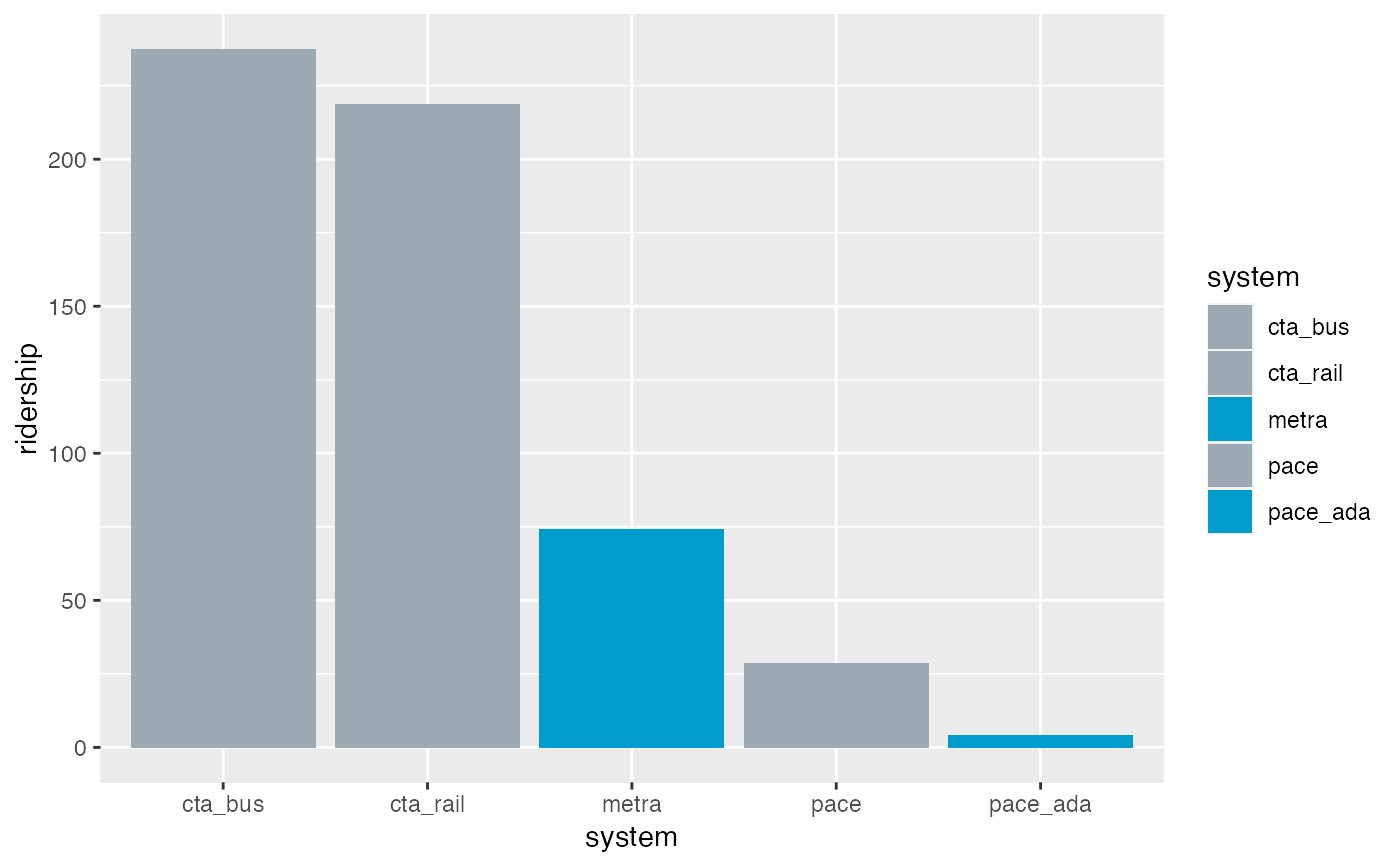 ridership
200
150
100
50
0
cta_bus
cta_rail
metra
pace
pace_ada
system
system
cta_bus
cta_rail
metra
pace
pace_ada